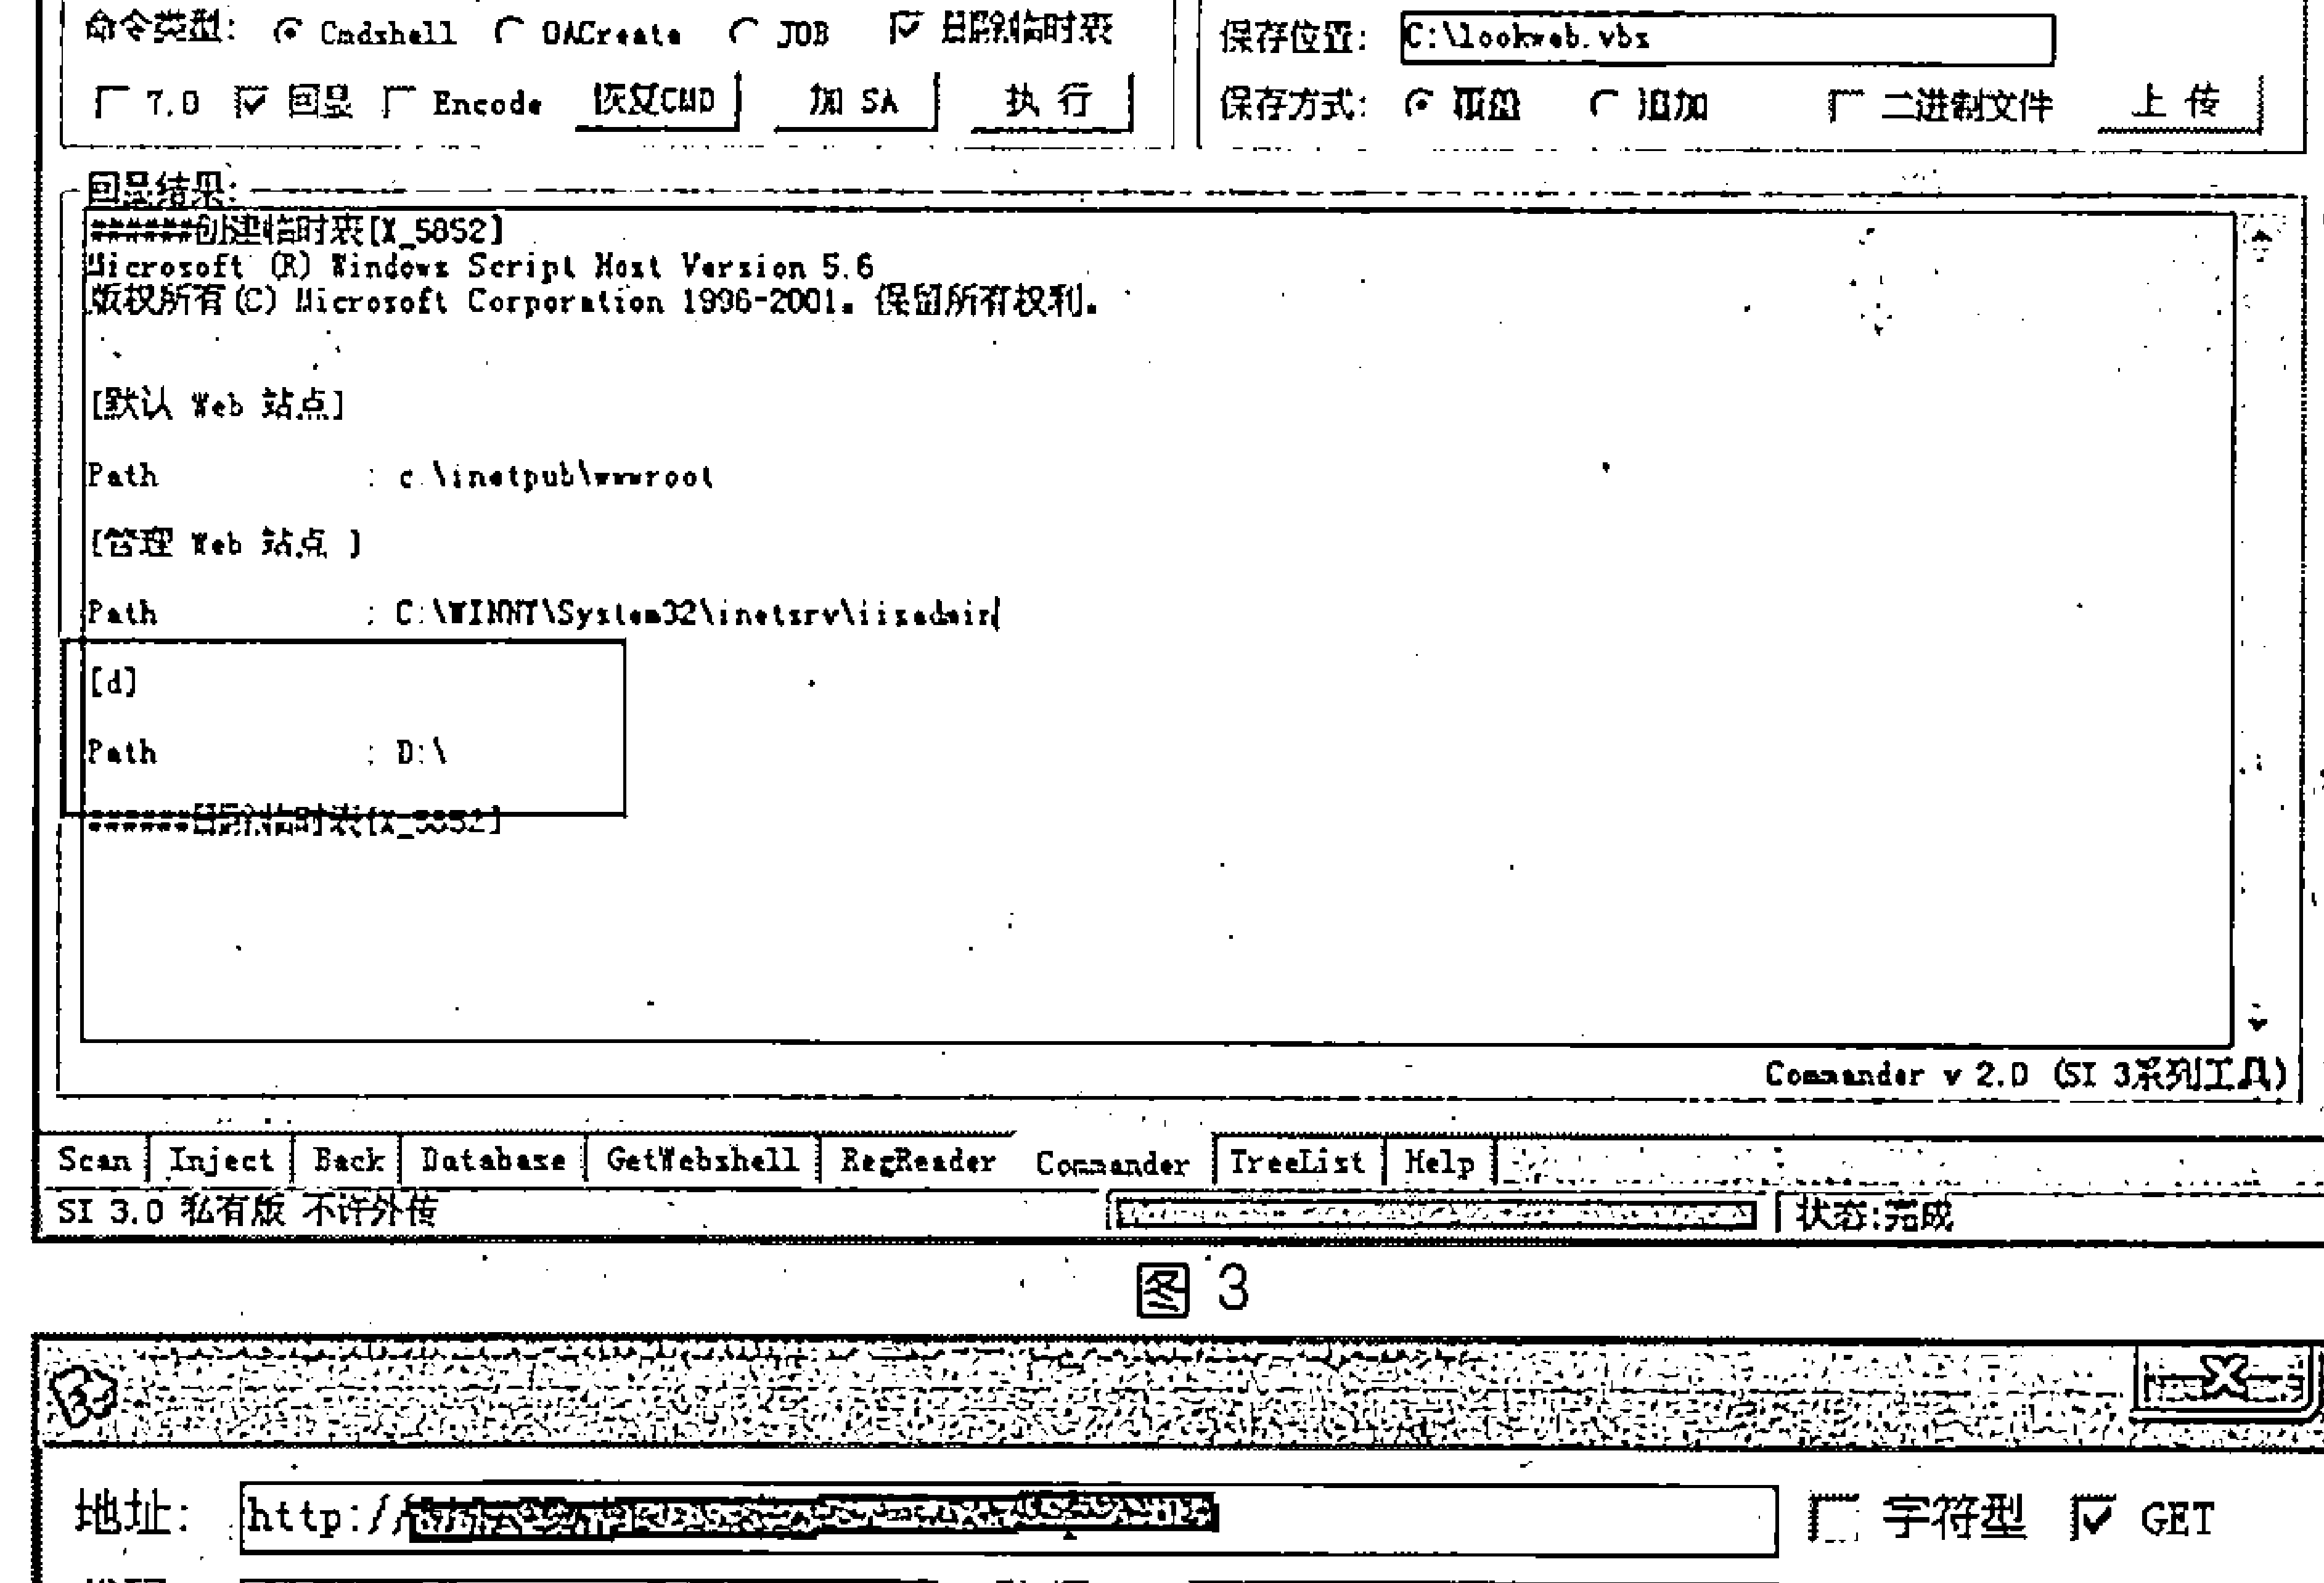 命令类型: Cmdshell OACreate JOB 删除临时表
7.0 回显 Encode 恢复CMD 加 SA 执 行
保存位置: C:\lookweb.vbs
保存方式: 覆盖 追加 二进制文件 上 传
回显结果:
******创建临时表[X_5852]
Microsoft (R) Windows Script Host Version 5.6
版权所有(C) Microsoft Corporation 1996-2001。保留所有权利。
[默认 Web 站点]
Path : c:\inetpub\wwwroot
[管理 Web 站点 ]
Path : C:\WINNT\System32\inetsrv\iisadmin
[d]
Path : D:\
******删除临时表[X_5852]
Commander v 2.0 (SI 3系列工具)
Scan Inject Back Database GetWebshell RegReader Commander TreeList Help
SI 3.0 私有版 不许外传 状态:完成
图 3
地址: http:// 字符型 GET